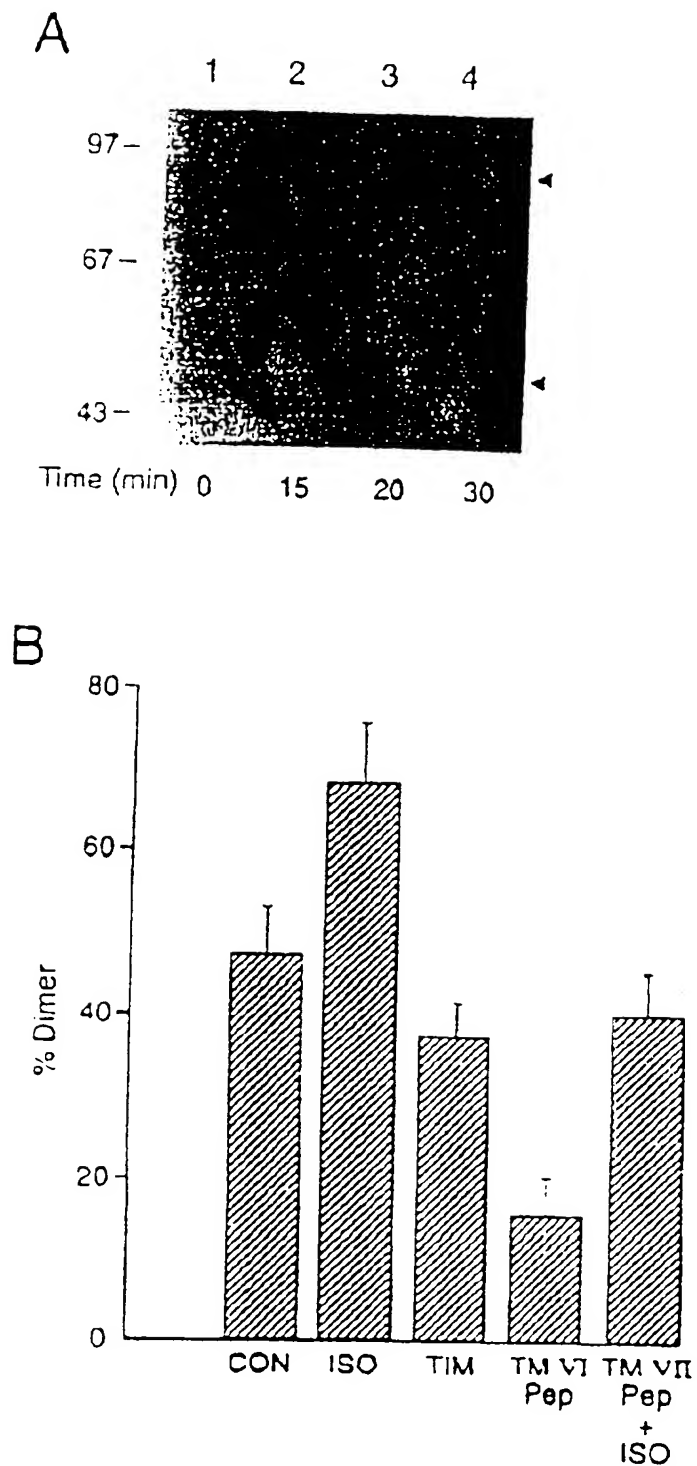 A
1 2 3 4
97-
67-
43-
Time (min) 0 15 20 30
B
80
60
40
20
0
% Dimer
CON ISO TIM TM VI TM VII
Pep Pep
+
ISO